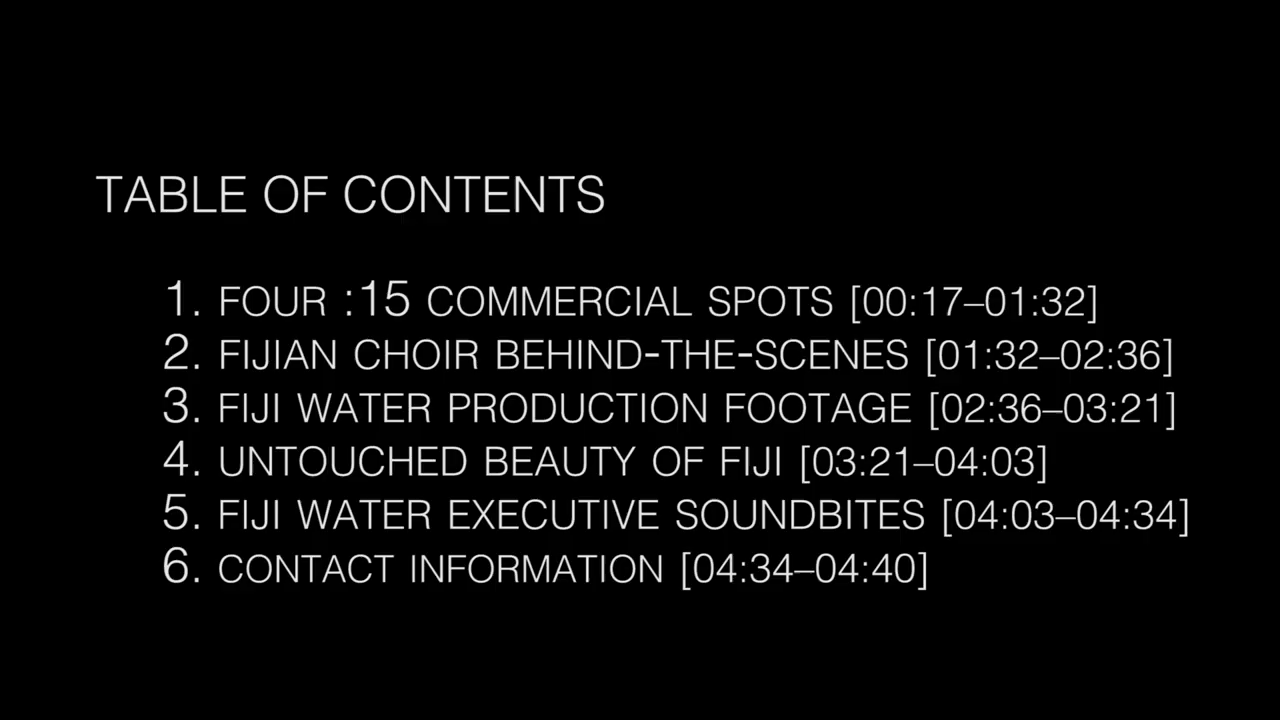 TABLE OF CONTENTS
1. FOUR :15 COMMERCIAL SPOTS [00:17–01:32]
2. FIJIAN CHOIR BEHIND-THE-SCENES [01:32–02:36]
3. FIJI WATER PRODUCTION FOOTAGE [02:36–03:21]
4. UNTOUCHED BEAUTY OF FIJI [03:21–04:03]
5. FIJI WATER EXECUTIVE SOUNDBITES [04:03–04:34]
6. CONTACT INFORMATION [04:34–04:40]